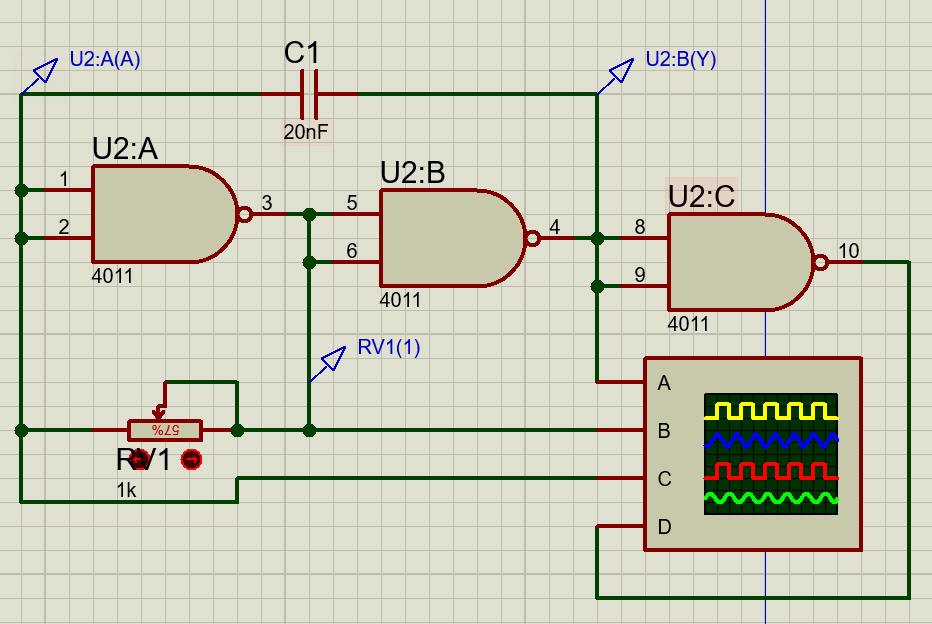 U2:A(A)
C1
20nF
U2:B(Y)
U2:A
1
2
3
4011
U2:B
5
6
4
4011
U2:C
8
9
10
4011
RV1(1)
57%
RV1
1k
A
B
C
D